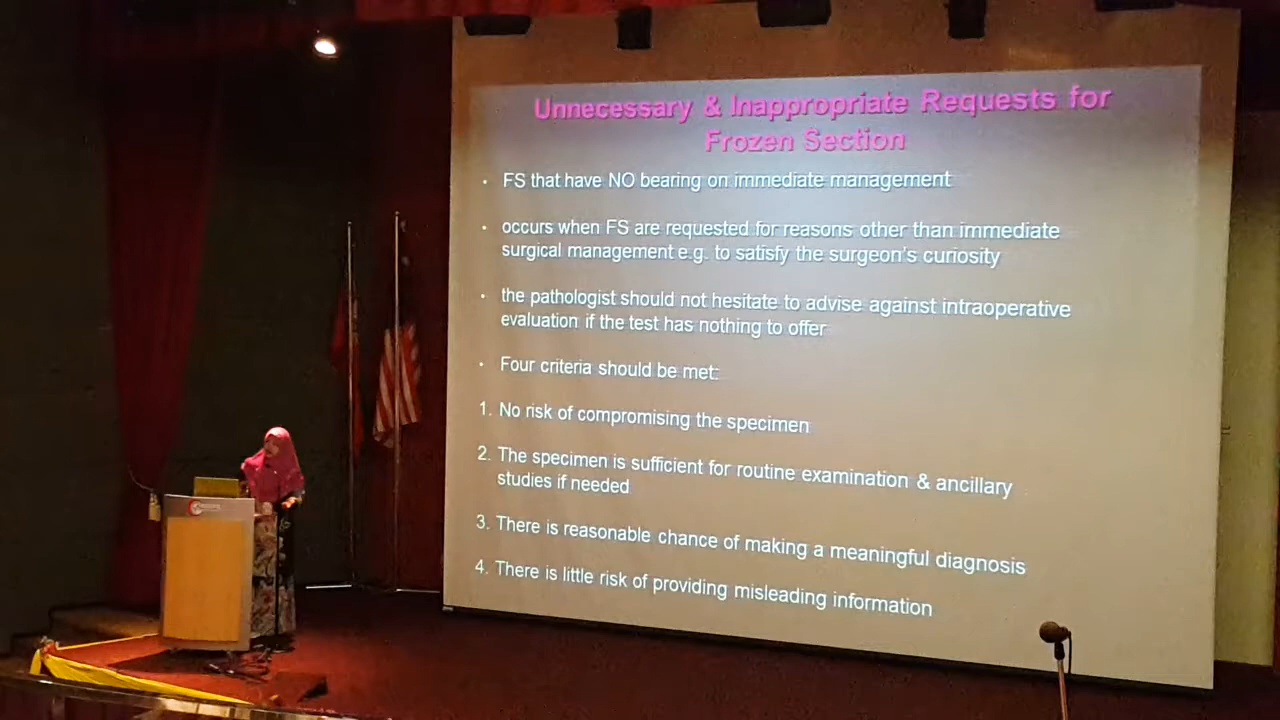 Unnecessary & Inappropriate Requests for
Frozen Section
• FS that have NO bearing on immediate management
• occurs when FS are requested for reasons other than immediate
surgical management e.g. to satisfy the surgeon's curiosity
• the pathologist should not hesitate to advise against intraoperative
evaluation if the test has nothing to offer
• Four criteria should be met:
1. No risk of compromising the specimen
2. The specimen is sufficient for routine examination & ancillary
studies if needed
3. There is reasonable chance of making a meaningful diagnosis
4. There is little risk of providing misleading information